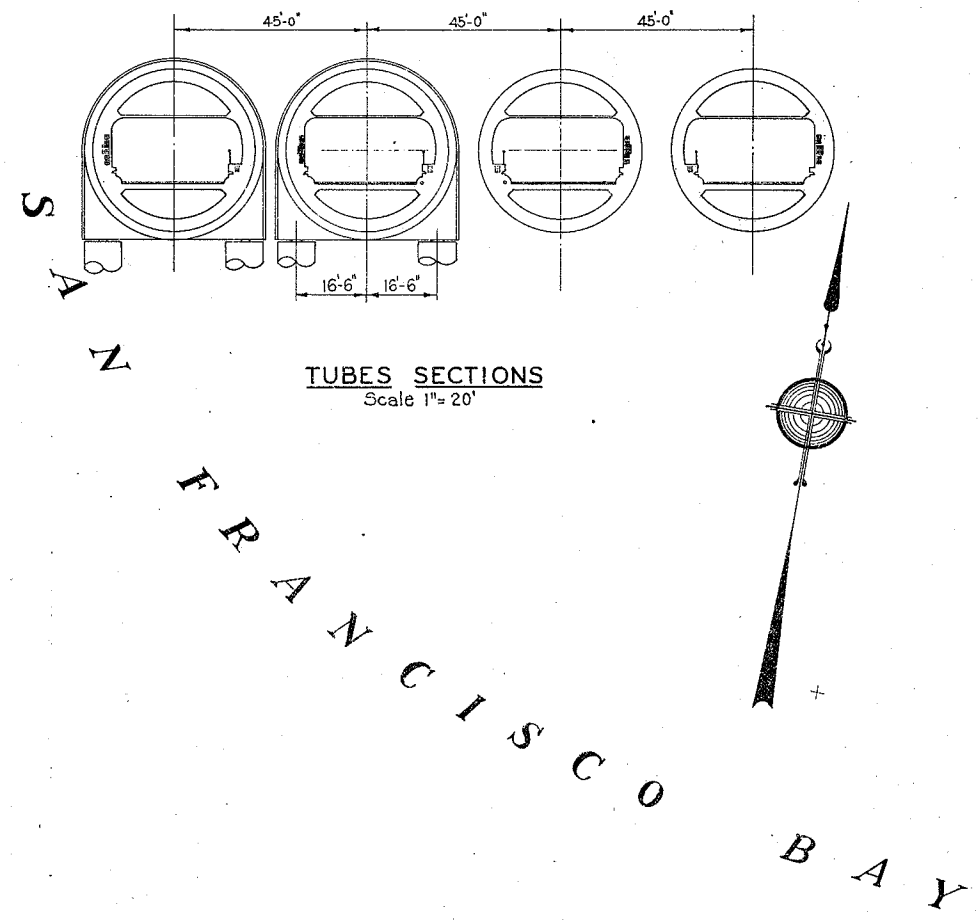 45'-0" 45'-0" 45'-0"
16'-6" 16'-6"
TUBES SECTIONS
Scale 1"= 20'
SAN FRANCISCO BAY